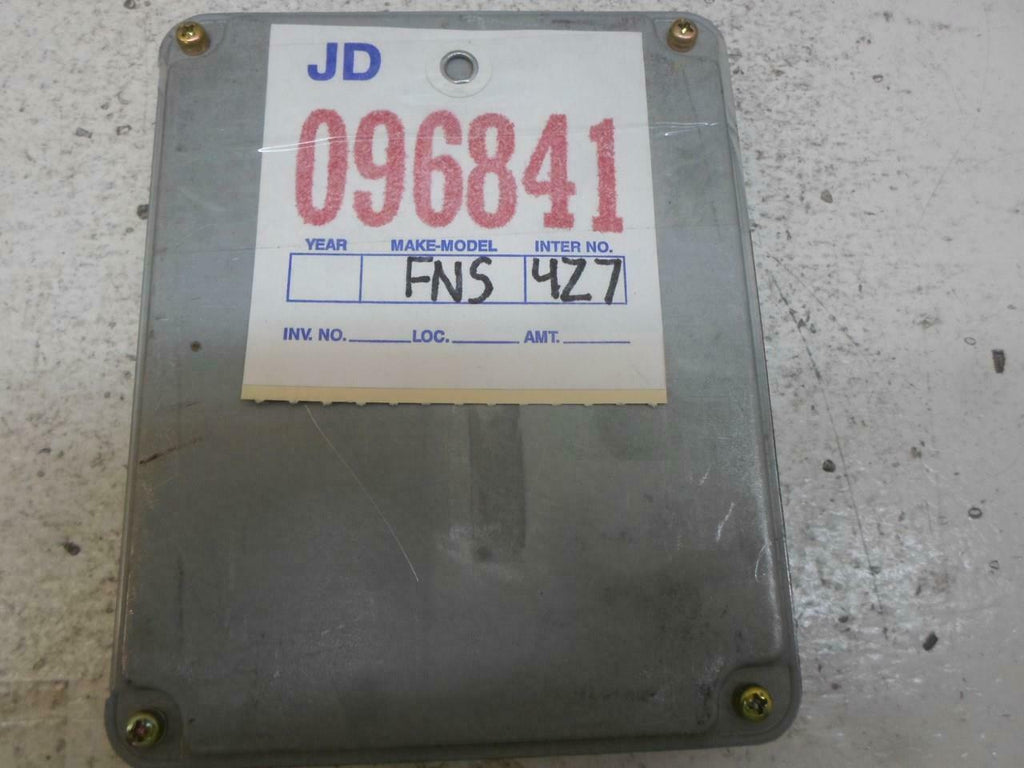 JD
096841
YEAR MAKE-MODEL INTER NO.
FNS 4Z7
INV. NO. LOC. AMT.